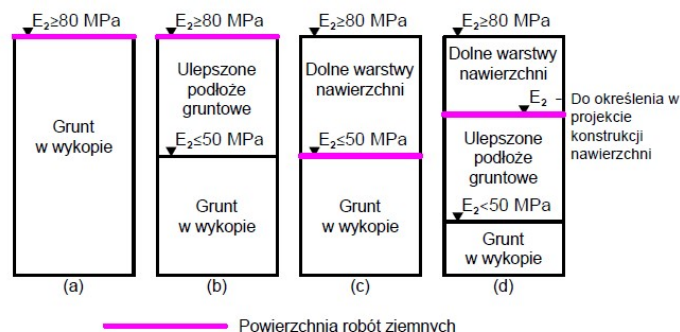 E₂≥80 MPa
Grunt
w wykopie
(a)
E₂≥80 MPa
Ulepszone
podłoże
gruntowe
E₂≤50 MPa
Grunt
w wykopie
(b)
E₂≥80 MPa
Dolne warstwy
nawierzchni
E₂≤50 MPa
Grunt
w wykopie
(c)
E₂≥80 MPa
Dolne warstwy
nawierzchni
E₂ - Do określenia w
projekcie
konstrukcji
nawierzchni
Ulepszone
podłoże
gruntowe
E₂<50 MPa
Grunt
w wykopie
(d)
Powierzchnia robót ziemnych